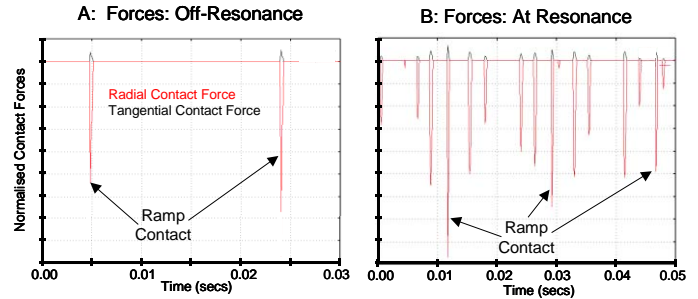 A: Forces: Off-Resonance
B: Forces: At Resonance
Normalised Contact Forces
Radial Contact Force
Tangential Contact Force
Ramp
Contact
0.00 0.01 0.02 0.03
Time (secs)
Ramp
Contact
0.00 0.01 0.02 0.03 0.04 0.05
Time (secs)